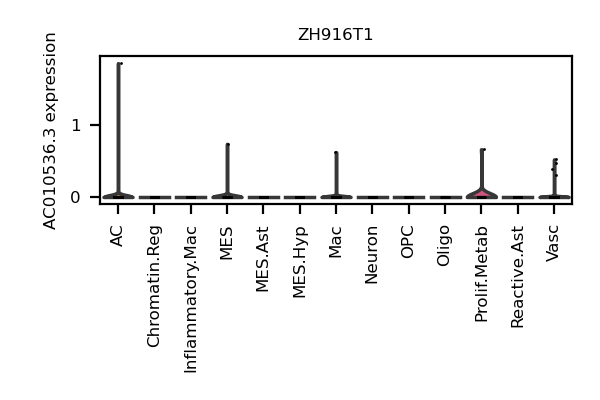 ZH916T1
AC010536.3 expression
1
0
AC
Chromatin.Reg
Inflammatory.Mac
MES
MES.Ast
MES.Hyp
Mac
Neuron
OPC
Oligo
Prolif.Metab
Reactive.Ast
Vasc